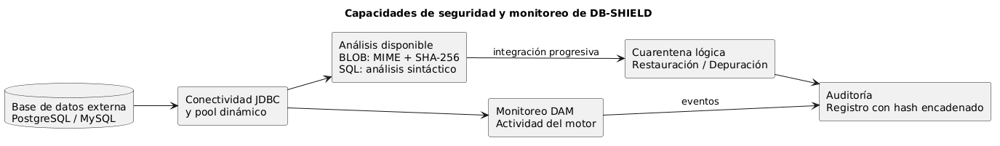 Capacidades de seguridad y monitoreo de DB-SHIELD
Base de datos externa
PostgreSQL / MySQL
Conectividad JDBC
y pool dinámico
Análisis disponible
BLOB: MIME + SHA-256
SQL: análisis sintáctico
integración progresiva
Cuarentena lógica
Restauración / Depuración
Monitoreo DAM
Actividad del motor
eventos
Auditoría
Registro con hash encadenado